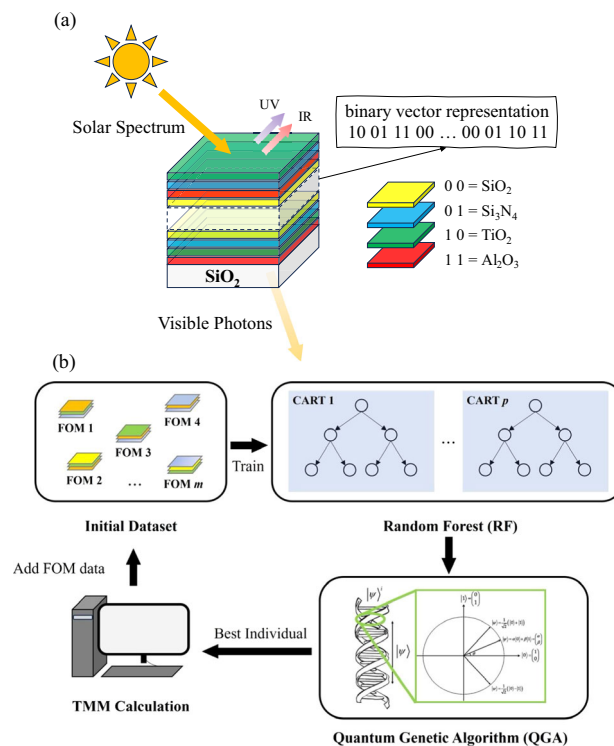 (a)
UV
IR
Solar Spectrum
binary vector representation
10 01 11 00 … 00 01 10 11
0 0 = SiO₂
0 1 = Si₃N₄
1 0 = TiO₂
1 1 = Al₂O₃
SiO₂
Visible Photons
(b)
FOM 1
FOM 4
FOM 3
FOM 2
…
FOM m
Train
CART 1
…
CART p
Initial Dataset
Random Forest (RF)
Add FOM data
Best Individual
TMM Calculation
Quantum Genetic Algorithm (QGA)